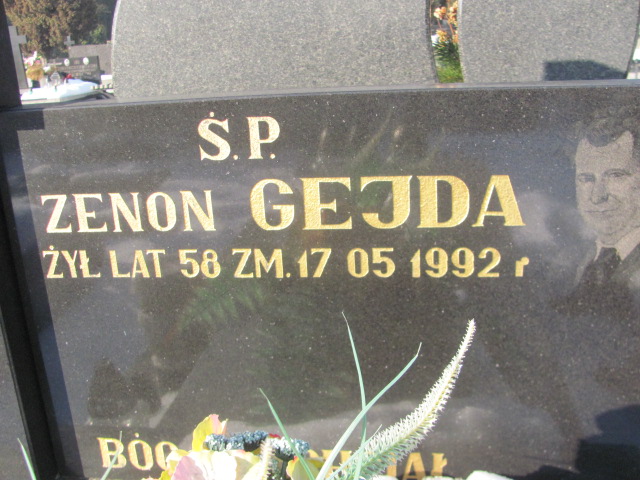 Ś.P.
ZENON GEJDA
ŻYŁ LAT 58 ZM.17 05 1992 r